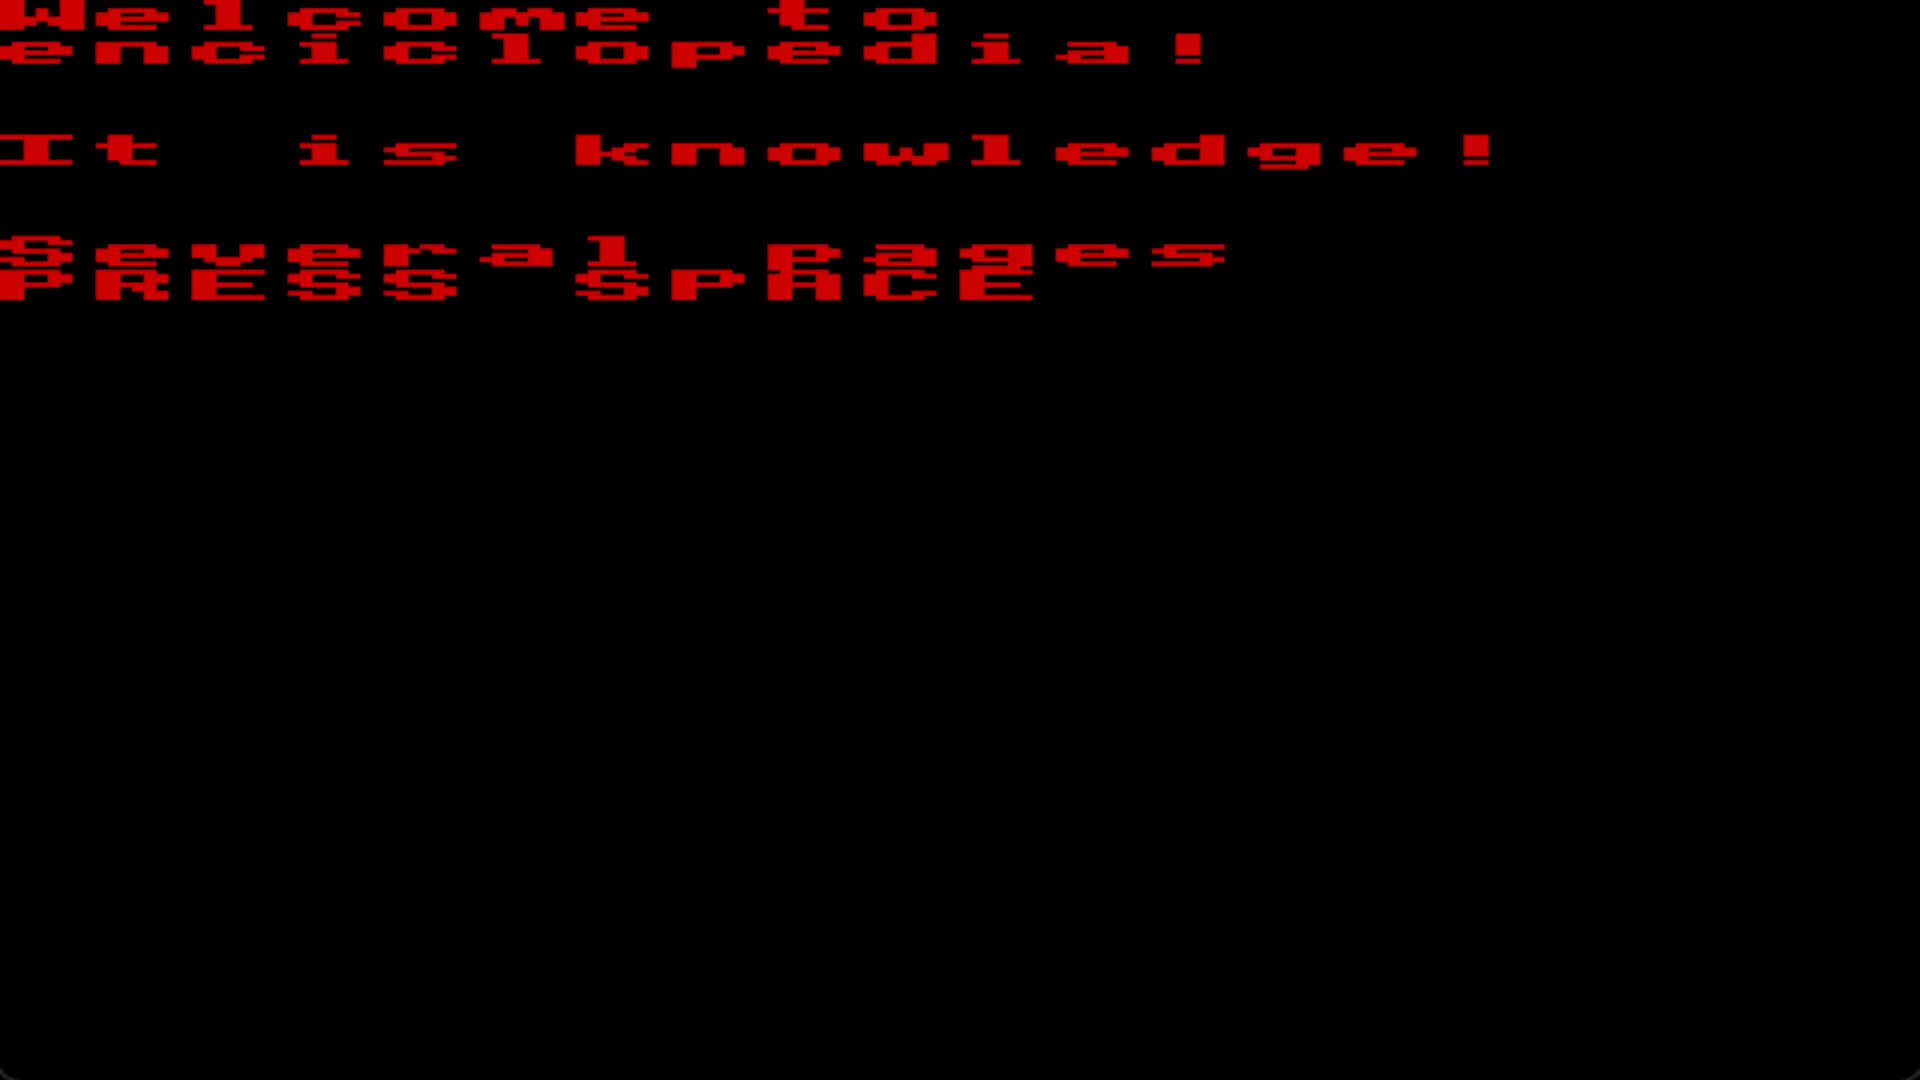 Welcome to
enciclopedia!
It is knowledge!
Several pages
PRESS SpACE